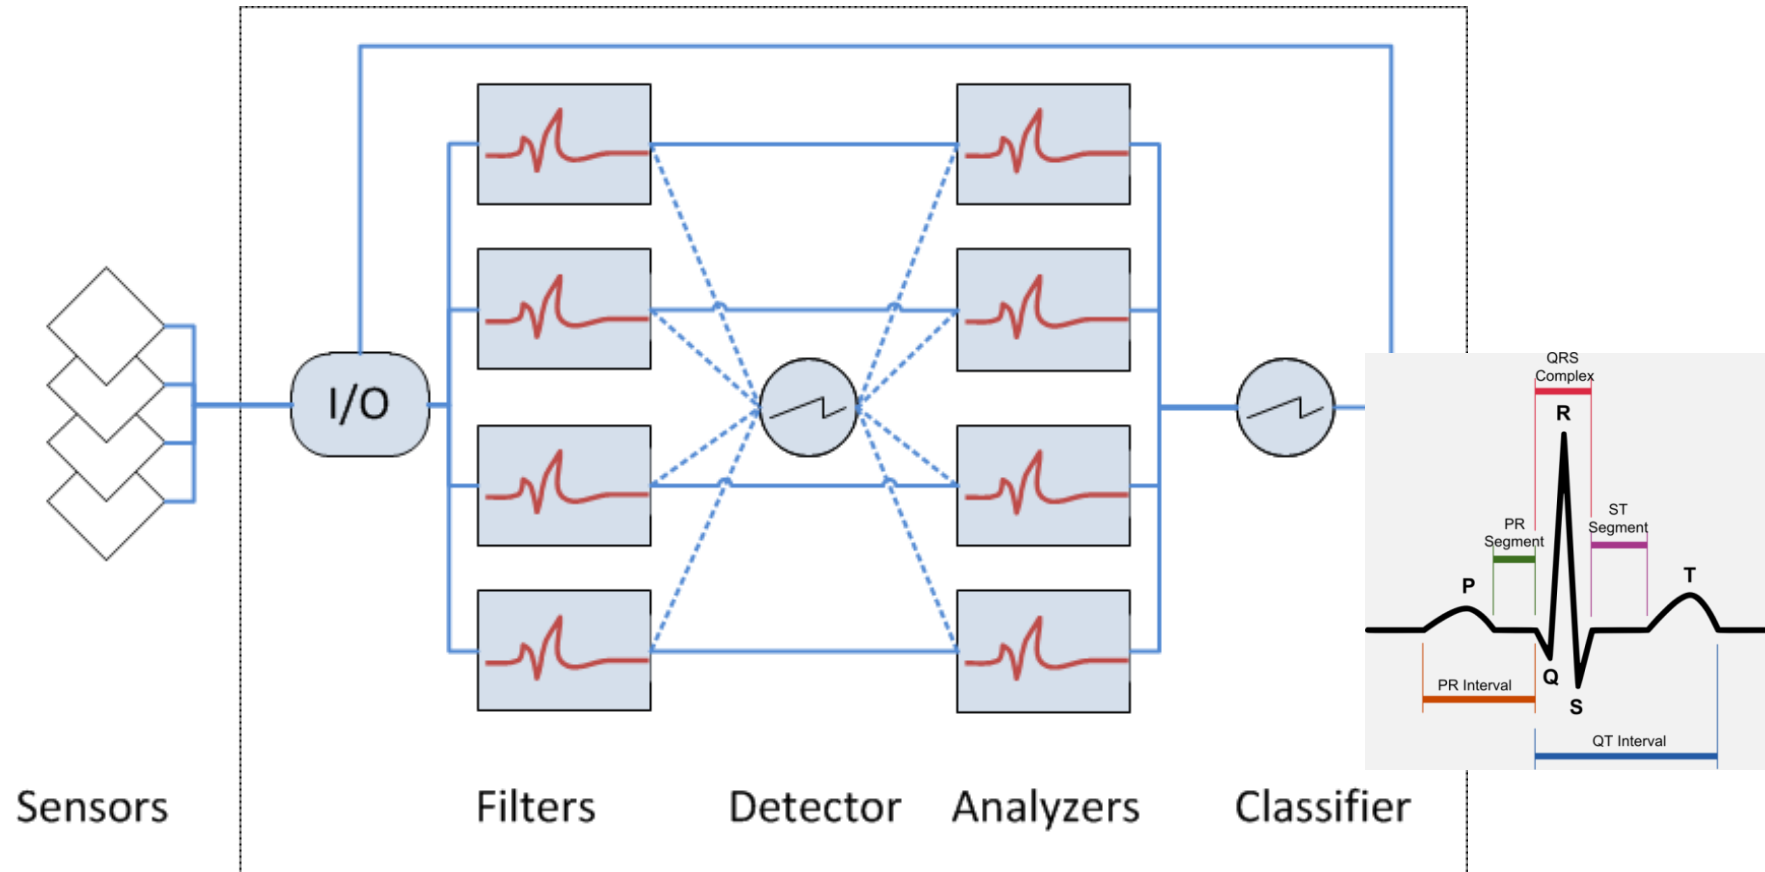 I/O
QRS
Complex
R
PR
Segment
ST
Segment
P
T
Q
PR Interval
S
QT Interval
Sensors
Filters
Detector
Analyzers
Classifier